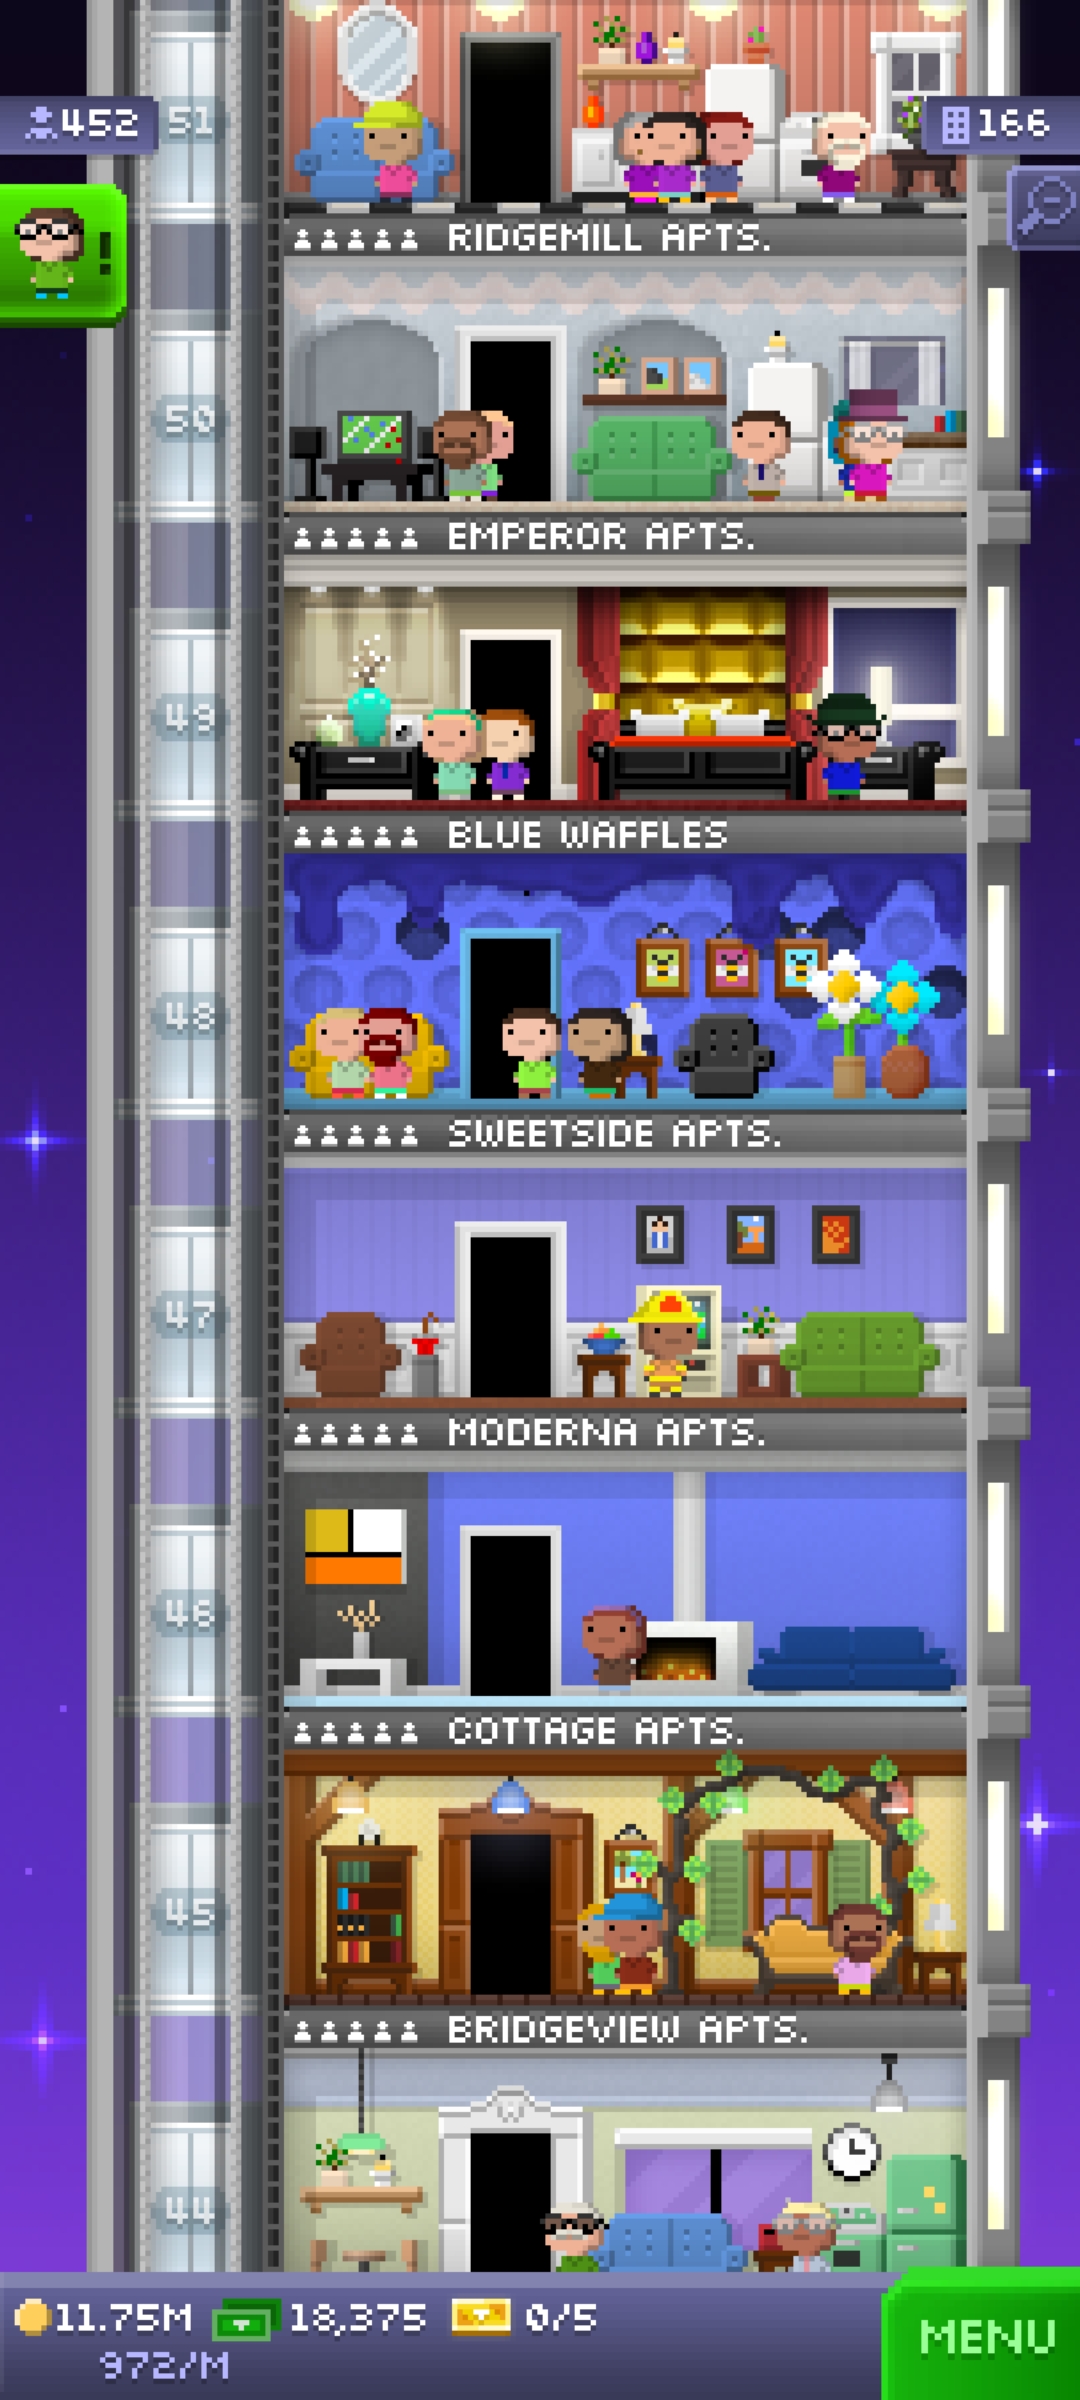 452
51
166
!
RIDGEMILL APTS.
50
EMPEROR APTS.
49
BLUE WAFFLES
48
SWEETSIDE APTS.
47
MODERNA APTS.
46
COTTAGE APTS.
45
BRIDGEVIEW APTS.
44
11.75M 18,375 0/5
972/M
MENU